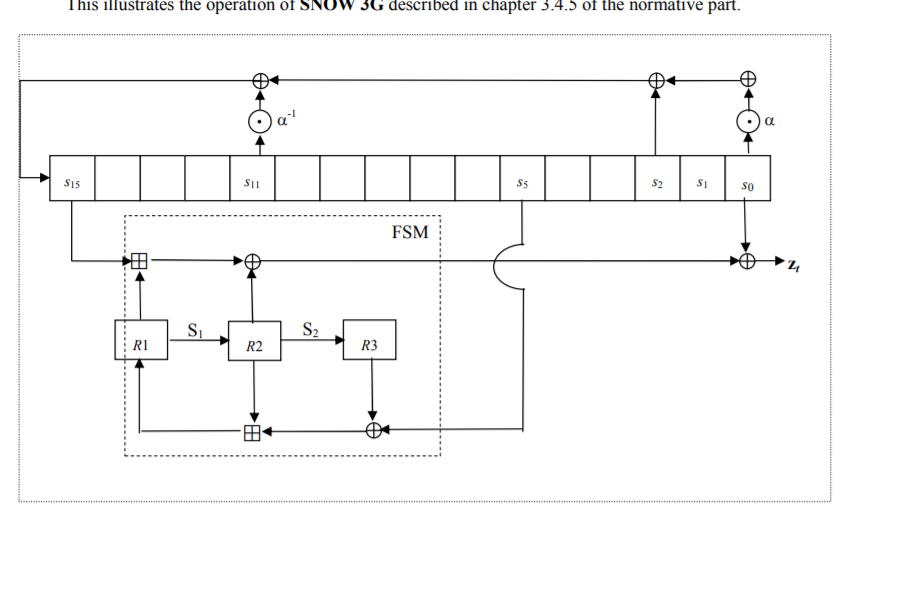 This illustrates the operation of SNOW 3G described in chapter 3.4.5 of the normative part.
α⁻¹
α
s15 s11 s5 s2 s1 s0
FSM
zt
S1 S2
R1 R2 R3